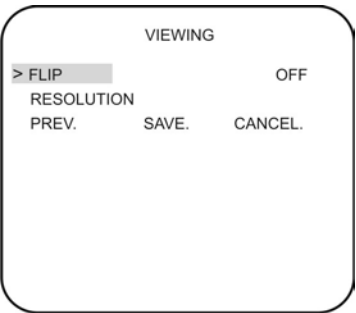 VIEWING
> FLIP OFF
RESOLUTION
PREV. SAVE. CANCEL.